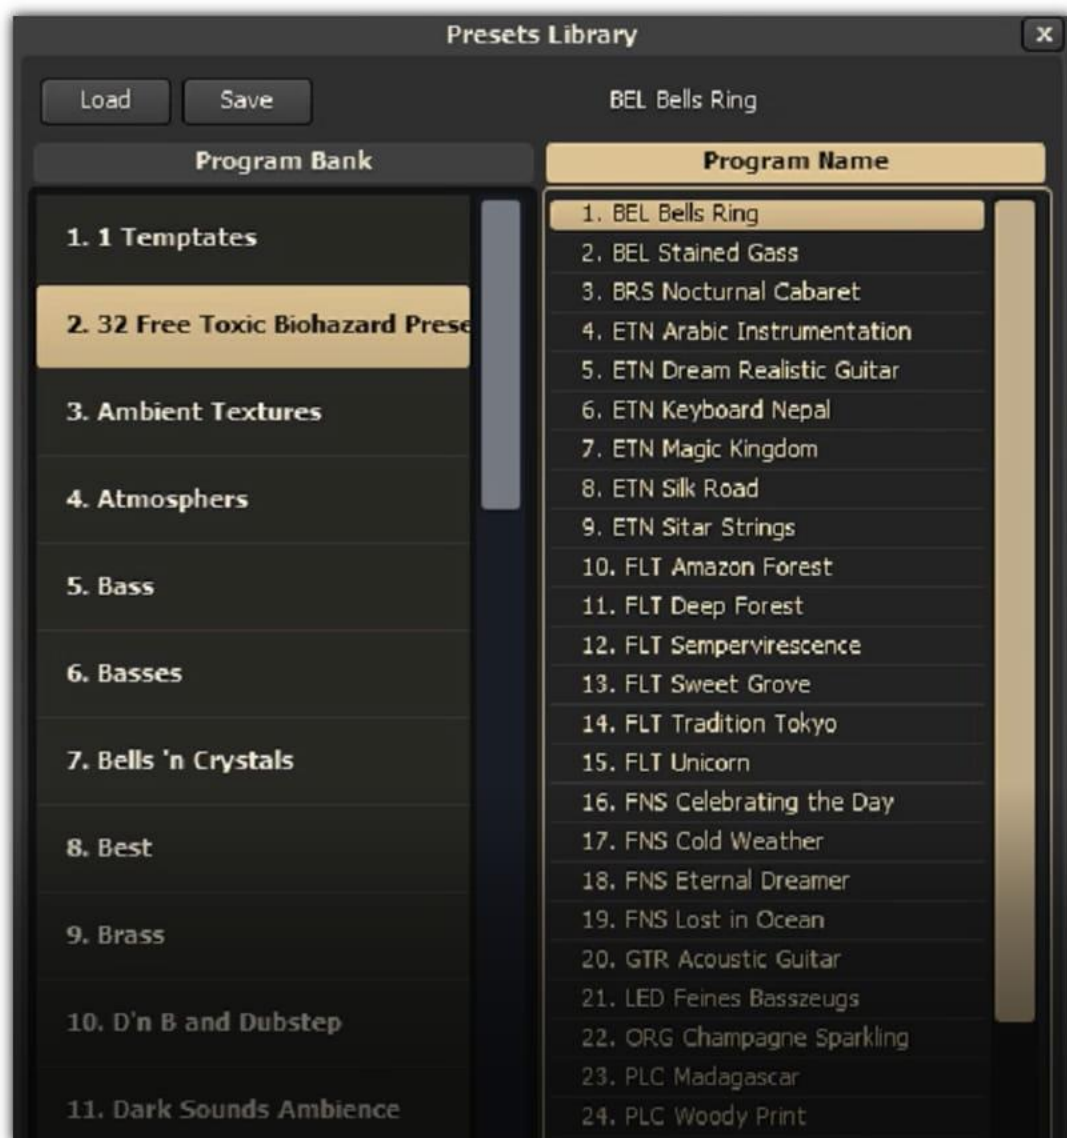 Presets Library
x
Load
Save
BEL Bells Ring
Program Bank
1. 1 Temptates
2. 32 Free Toxic Biohazard Prese
3. Ambient Textures
4. Atmosphers
5. Bass
6. Basses
7. Bells 'n Crystals
8. Best
9. Brass
10. D'n B and Dubstep
11. Dark Sounds Ambience
Program Name
1. BEL Bells Ring
2. BEL Stained Gass
3. BRS Nocturnal Cabaret
4. ETN Arabic Instrumentation
5. ETN Dream Realistic Guitar
6. ETN Keyboard Nepal
7. ETN Magic Kingdom
8. ETN Silk Road
9. ETN Sitar Strings
10. FLT Amazon Forest
11. FLT Deep Forest
12. FLT Sempervirescence
13. FLT Sweet Grove
14. FLT Tradition Tokyo
15. FLT Unicorn
16. FNS Celebrating the Day
17. FNS Cold Weather
18. FNS Eternal Dreamer
19. FNS Lost in Ocean
20. GTR Acoustic Guitar
21. LED Feines Basszeugs
22. ORG Champagne Sparkling
23. PLC Madagascar
24. PLC Woody Print